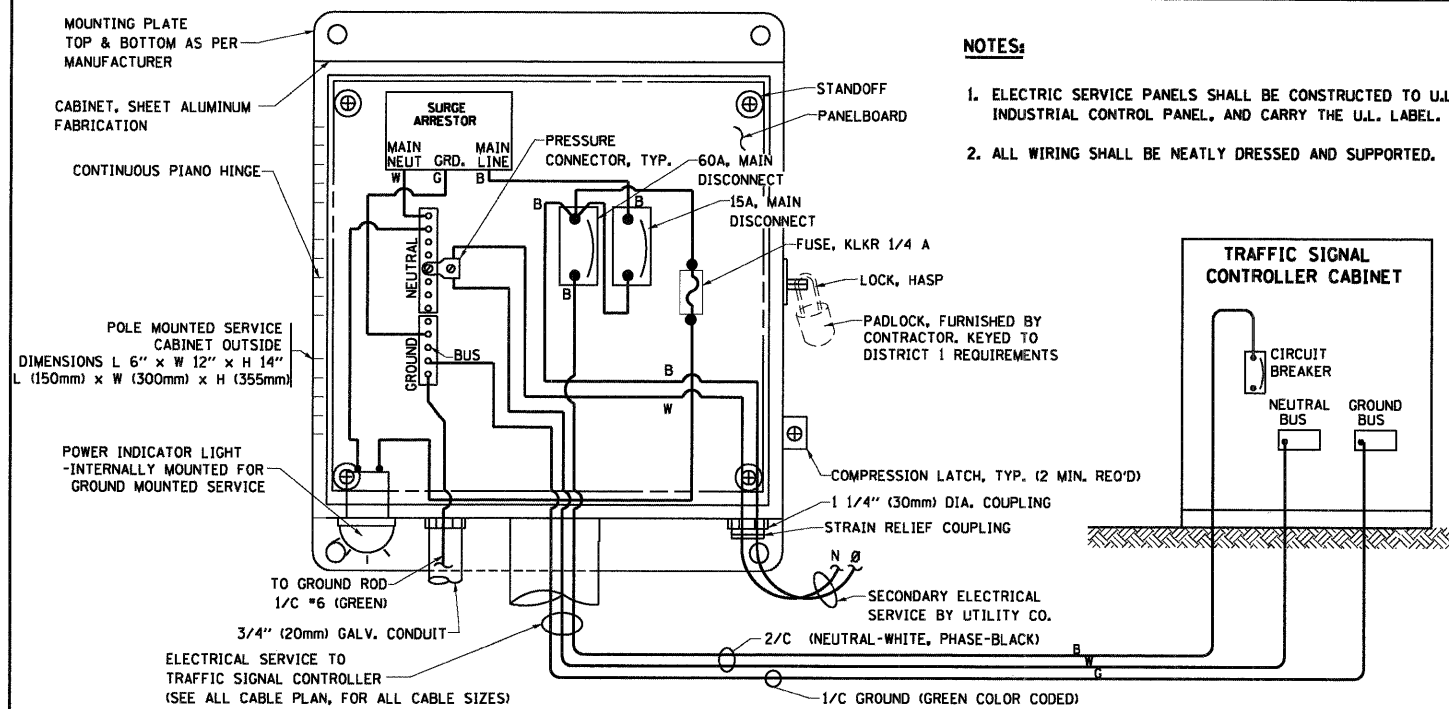 MOUNTING PLATE
TOP & BOTTOM AS PER
MANUFACTURER
CABINET, SHEET ALUMINUM
FABRICATION
CONTINUOUS PIANO HINGE
POLE MOUNTED SERVICE
CABINET OUTSIDE
DIMENSIONS L 6" x W 12" x H 14"
L (150mm) x W (300mm) x H (355mm)
POWER INDICATOR LIGHT
-INTERNALLY MOUNTED FOR
GROUND MOUNTED SERVICE
SURGE
ARRESTOR
MAIN
NEUT
GRD.
MAIN
LINE
W
G
B
PRESSURE
CONNECTOR, TYP.
NEUTRAL
GROUND
BUS
B
B
B
B
W
STANDOFF
PANELBOARD
60A, MAIN
DISCONNECT
15A, MAIN
DISCONNECT
FUSE, KLKR 1/4 A
LOCK, HASP
PADLOCK, FURNISHED BY
CONTRACTOR. KEYED TO
DISTRICT 1 REQUIREMENTS
COMPRESSION LATCH, TYP. (2 MIN. REQ'D)
1 1/4" (30mm) DIA. COUPLING
STRAIN RELIEF COUPLING
N Ø
SECONDARY ELECTRICAL
SERVICE BY UTILITY CO.
TO GROUND ROD
1/C #6 (GREEN)
3/4" (20mm) GALV. CONDUIT
ELECTRICAL SERVICE TO
TRAFFIC SIGNAL CONTROLLER
(SEE ALL CABLE PLAN, FOR ALL CABLE SIZES)
2/C (NEUTRAL-WHITE, PHASE-BLACK)
B
W
G
1/C GROUND (GREEN COLOR CODED)
NOTES:
1. ELECTRIC SERVICE PANELS SHALL BE CONSTRUCTED TO U.L
INDUSTRIAL CONTROL PANEL, AND CARRY THE U.L. LABEL.
2. ALL WIRING SHALL BE NEATLY DRESSED AND SUPPORTED.
TRAFFIC SIGNAL
CONTROLLER CABINET
CIRCUIT
BREAKER
NEUTRAL
BUS
GROUND
BUS